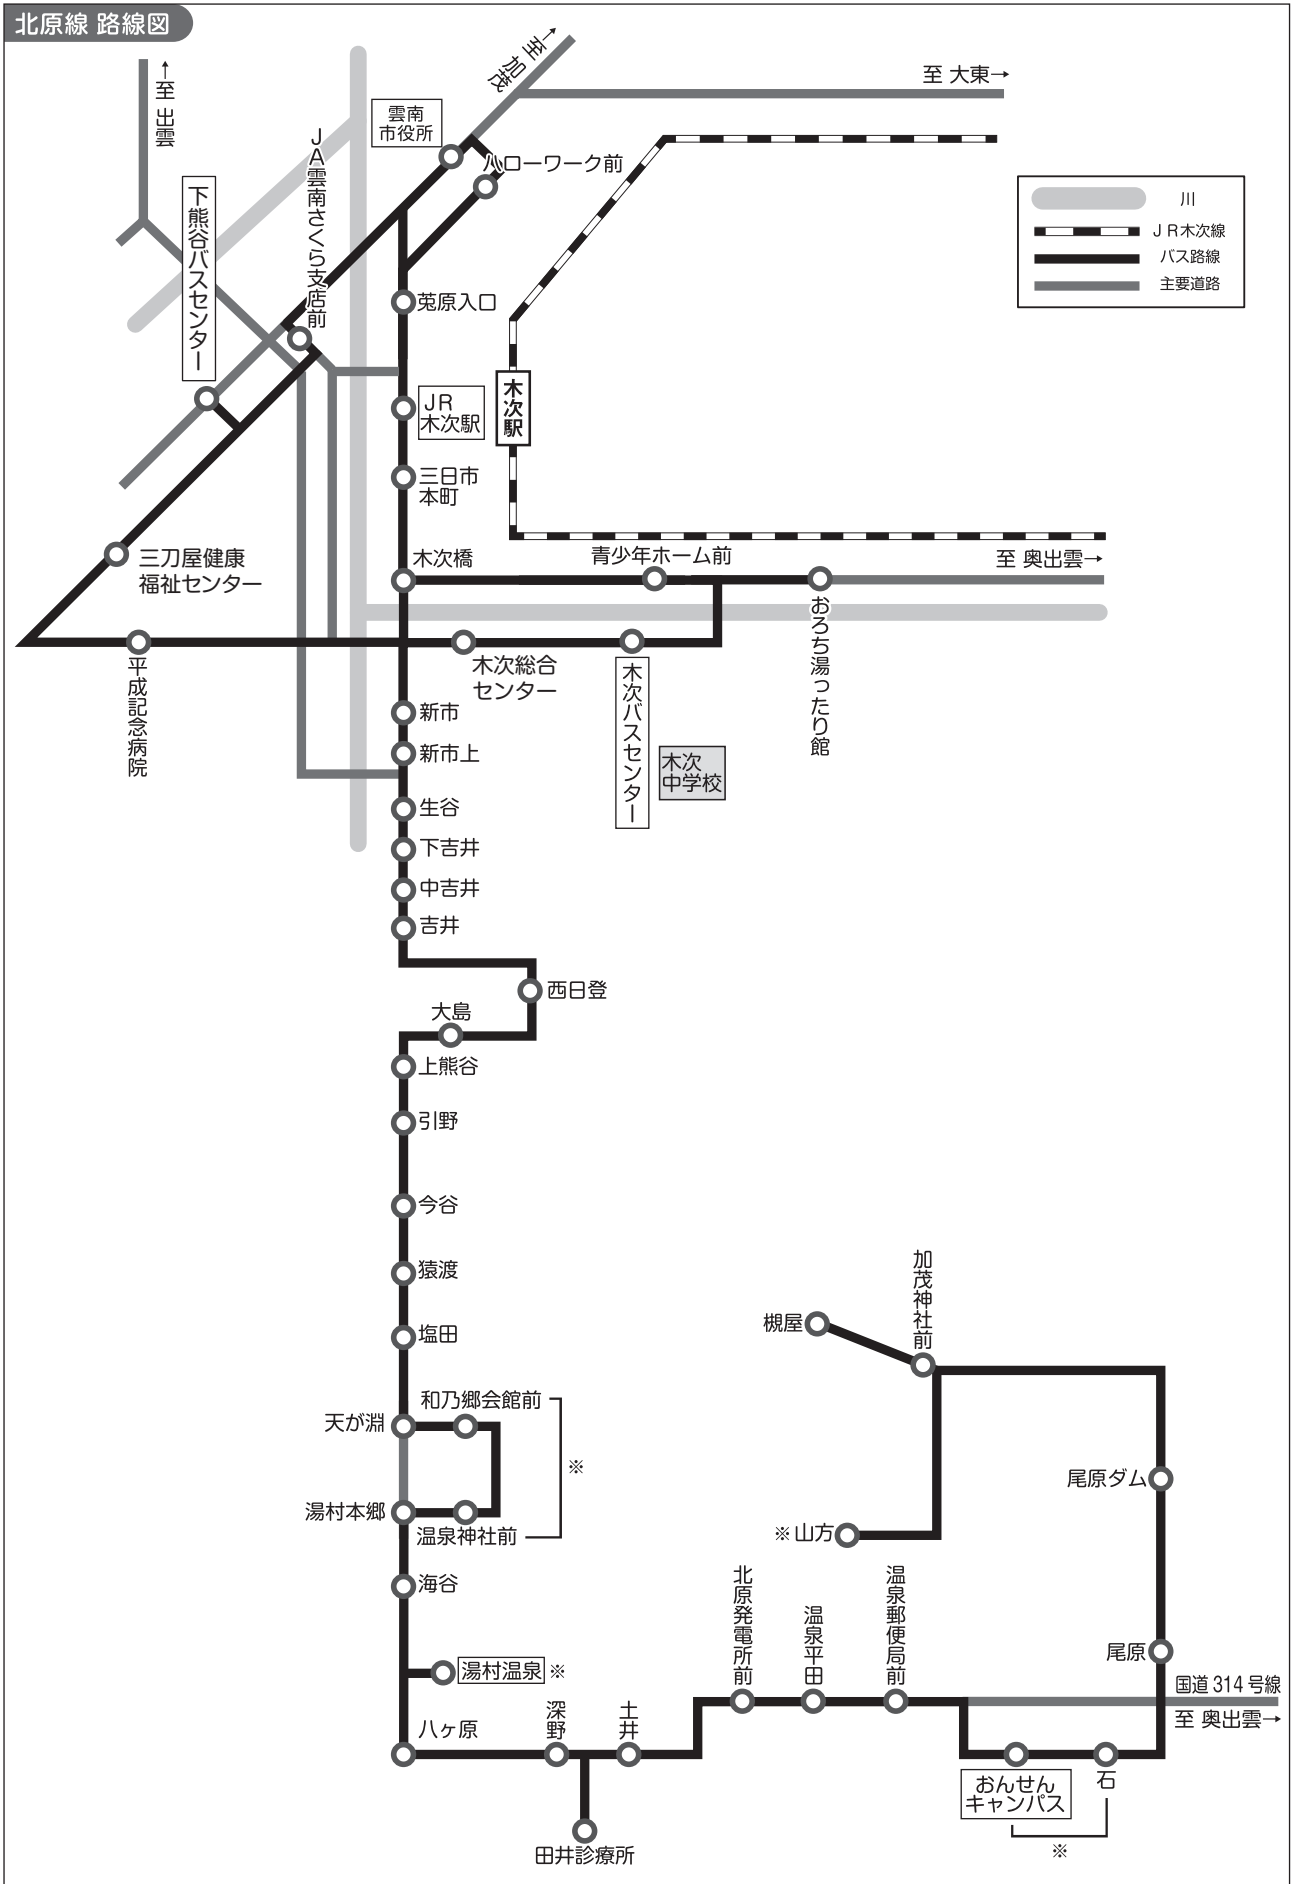 北原線 路線図
至 出雲
至 加茂
至 大東→
雲南
市役所
ハローワーク前
JA雲南さくら支店前
下熊谷バスセンター
川
JR木次線
バス路線
主要道路
莵原入口
JR
木次駅
木次駅
三日市
本町
木次橋
青少年ホーム前
至 奥出雲→
おろち湯ったり館
三刀屋健康
福祉センター
平成記念病院
木次総合
センター
木次バスセンター
木次
中学校
新市
新市上
生谷
下吉井
中吉井
吉井
西日登
大島
上熊谷
引野
今谷
猿渡
塩田
天が淵
和乃郷会館前
※
湯村本郷
温泉神社前
海谷
湯村温泉 ※
八ヶ原
深野
土井
田井診療所
北原発電所前
温泉平田
温泉郵便局前
槻屋
加茂神社前
※山方
尾原ダム
尾原
国道 314 号線
至 奥出雲→
おんせん
キャンパス
石
※